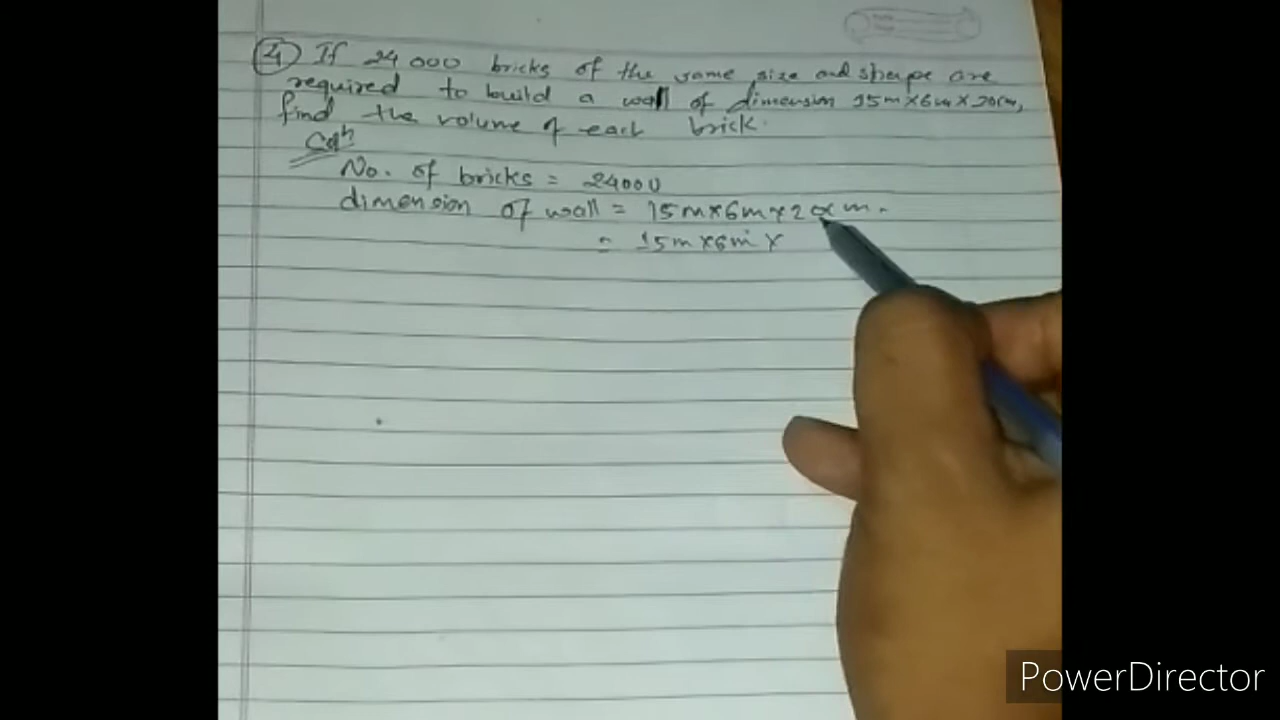 4 If 24000 bricks of the same size and shape are
required to build a wall of dimension 15m×6m×20cm,
find the volume of each brick.
Solⁿ
No. of bricks = 24000
dimension of wall = 15m×6m×20cm.
= 15m×6m×
PowerDirector